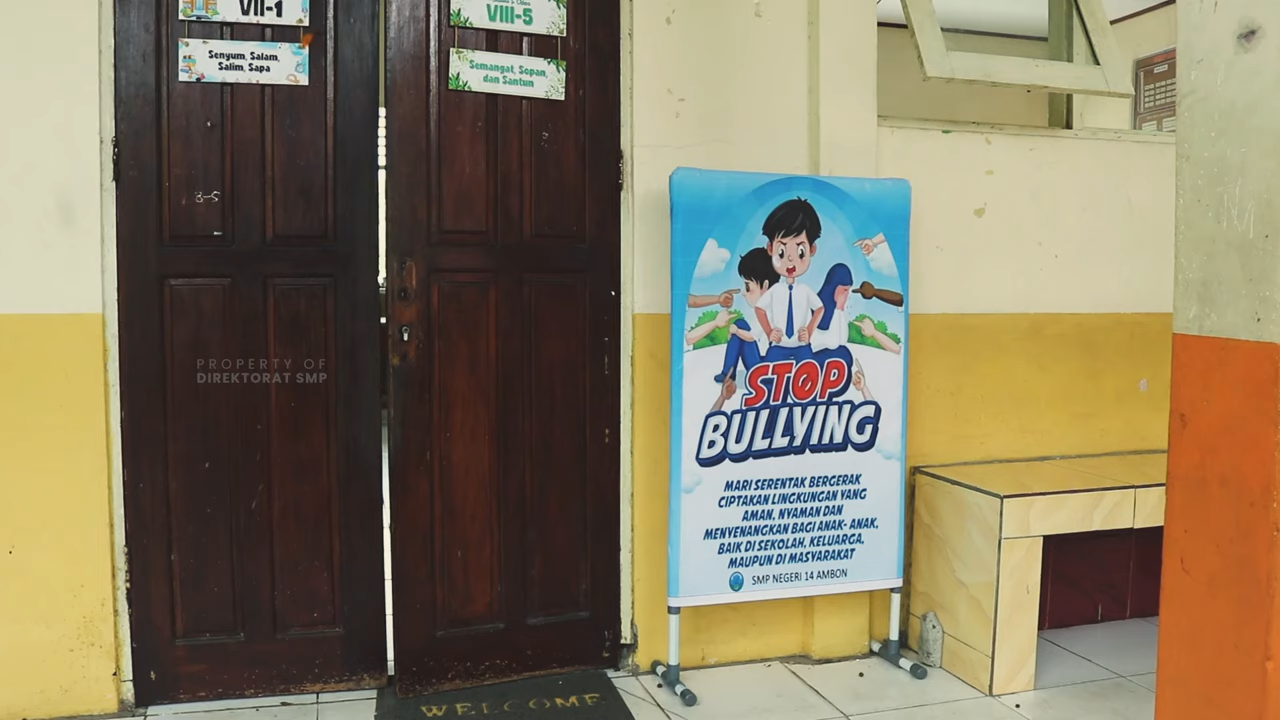 VII-1
Senyum, Salam,
Salim, Sapa
VIII-5
Semangat, Sopan,
dan Santun
3-5
PROPERTY OF
DIREKTORAT SMP
STOP
BULLYING
MARI SERENTAK BERGERAK
CIPTAKAN LINGKUNGAN YANG
AMAN, NYAMAN DAN
MENYENANGKAN BAGI ANAK- ANAK,
BAIK DI SEKOLAH, KELUARGA,
MAUPUN DI MASYARAKAT
SMP NEGERI 14 AMBON
WELCOME